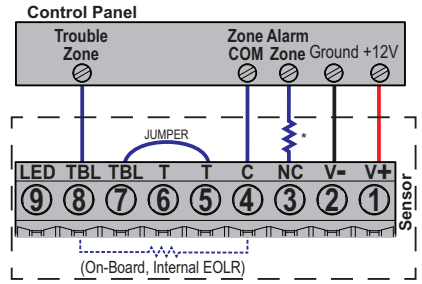 Control Panel
Trouble Zone Alarm
Zone COM Zone Ground +12V
JUMPER
*
LED TBL TBL T T C NC V- V+
9 8 7 6 5 4 3 2 1
Sensor
(On-Board, Internal EOLR)